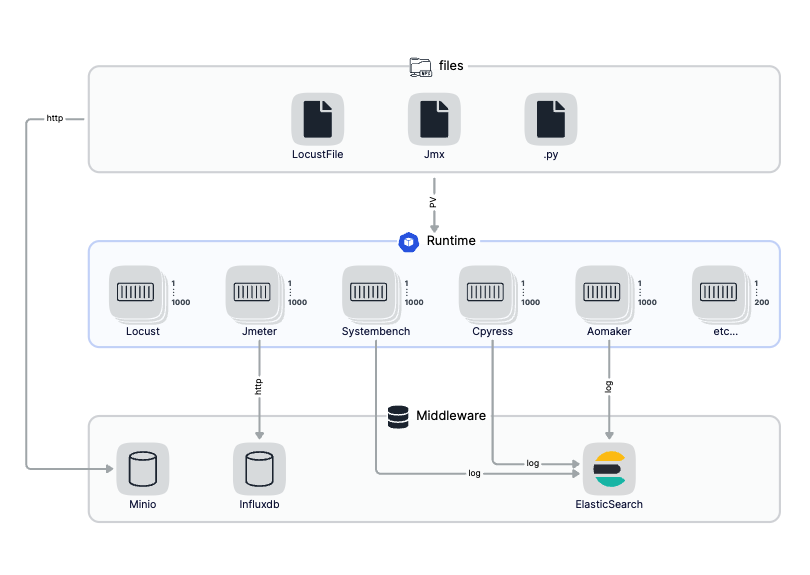 files
http
LocustFile
Jmx
.py
PV
Runtime
1
1000
1
1000
1
1000
1
1000
1
1000
1
200
Locust
Jmeter
Systembench
Cpyress
Aomaker
etc...
http
log
Middleware
log
log
Minio
Influxdb
ElasticSearch